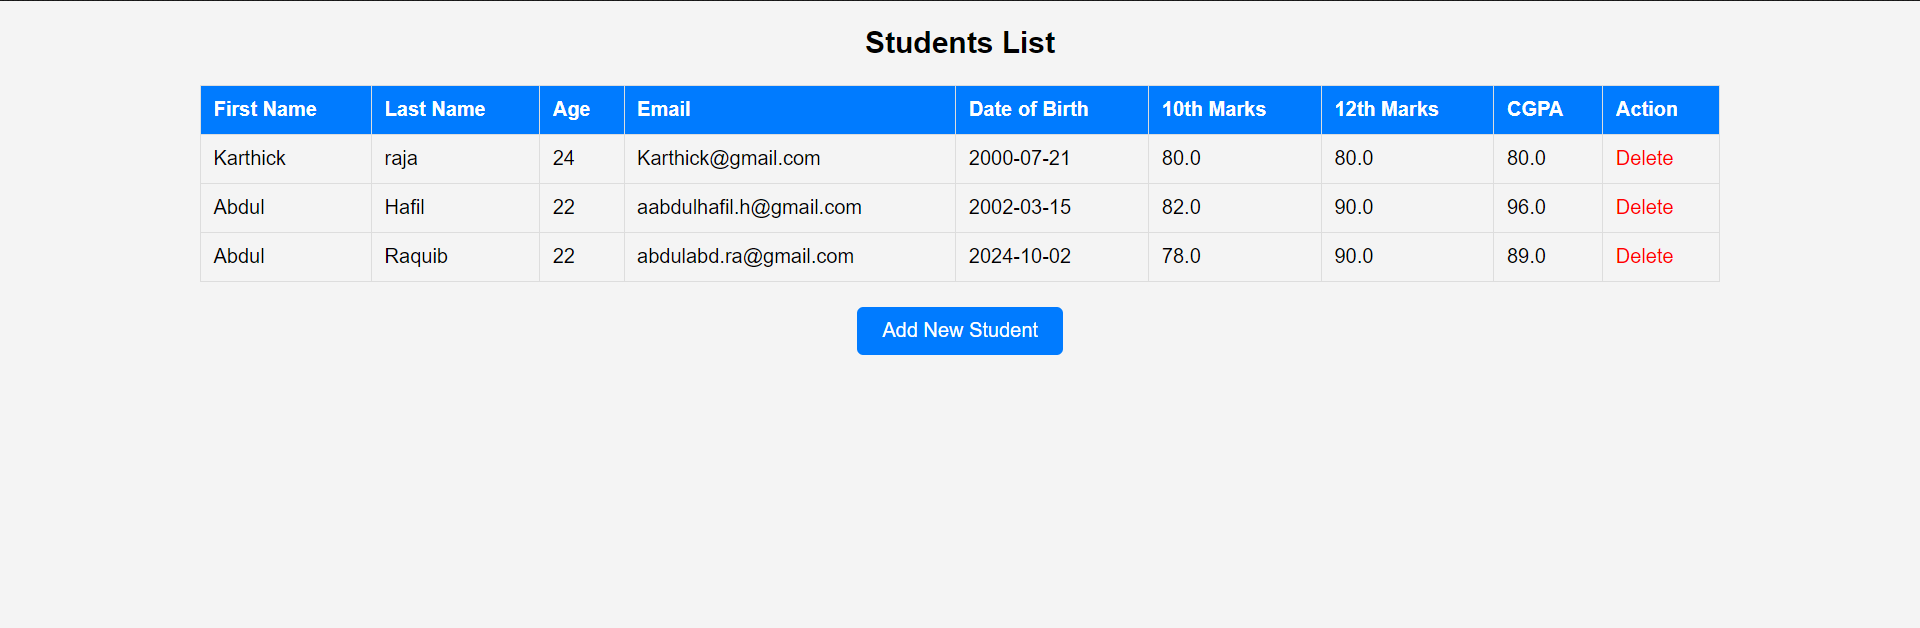 Students List
First Name Last Name Age Email Date of Birth 10th Marks 12th Marks CGPA Action
Karthick raja 24 Karthick@gmail.com 2000-07-21 80.0 80.0 80.0 Delete
Abdul Hafil 22 aabdulhafil.h@gmail.com 2002-03-15 82.0 90.0 96.0 Delete
Abdul Raquib 22 abdulabd.ra@gmail.com 2024-10-02 78.0 90.0 89.0 Delete
Add New Student